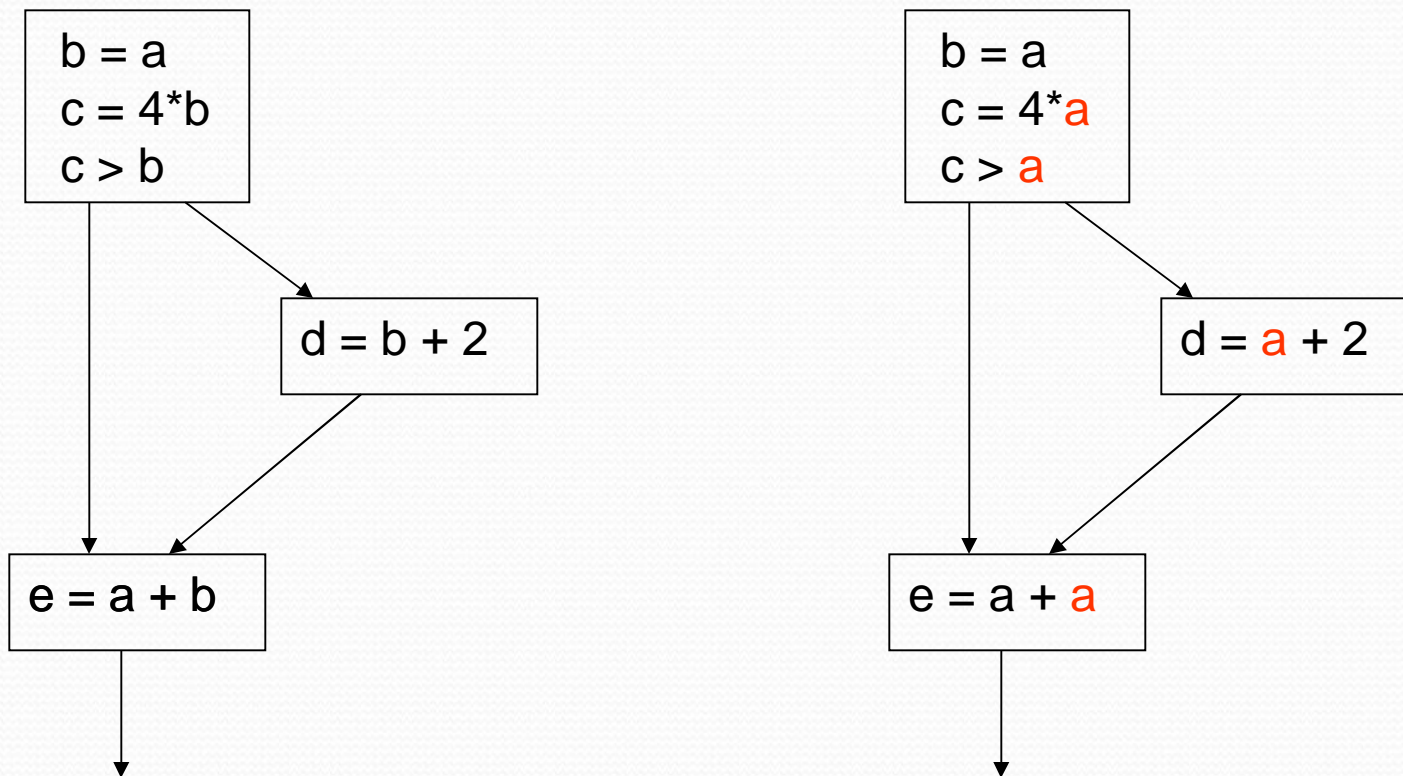 b = a
c = 4*b
c > b
d = b + 2
e = a + b
b = a
c = 4*a
c > a
d = a + 2
e = a + a